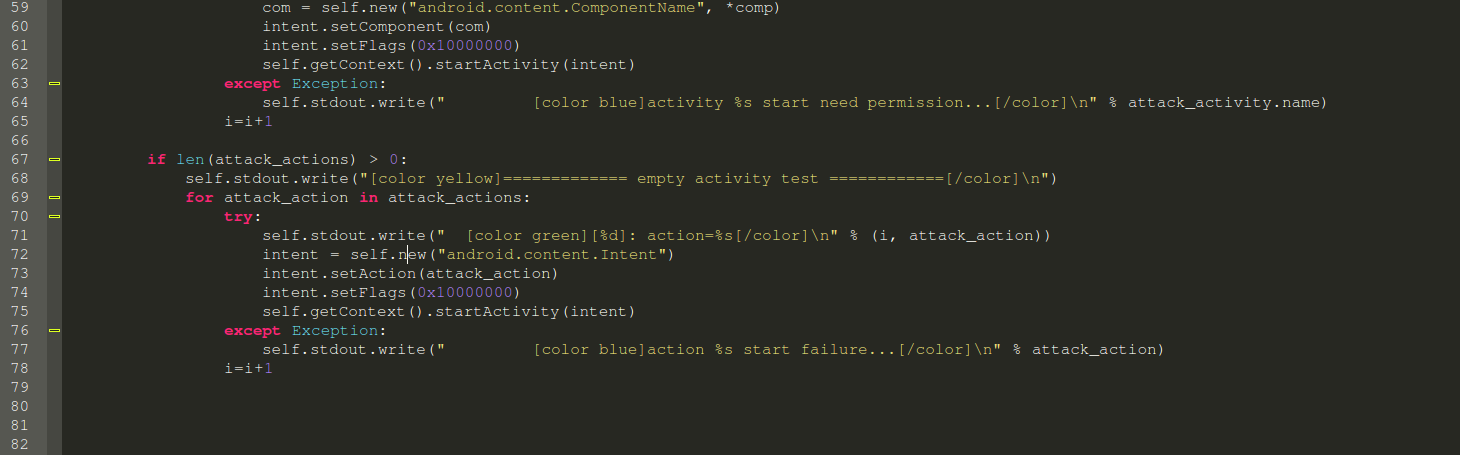 59 com = self.new("android.content.ComponentName", *comp)
60 intent.setComponent(com)
61 intent.setFlags(0x10000000)
62 self.getContext().startActivity(intent)
63 except Exception:
64 self.stdout.write("         [color blue]activity %s start need permission...[/color]\n" % attack_activity.name)
65 i=i+1
66
67 if len(attack_actions) > 0:
68 self.stdout.write("[color yellow]============= empty activity test ============[/color]\n")
69 for attack_action in attack_actions:
70 try:
71 self.stdout.write("  [color green][%d]: action=%s[/color]\n" % (i, attack_action))
72 intent = self.new("android.content.Intent")
73 intent.setAction(attack_action)
74 intent.setFlags(0x10000000)
75 self.getContext().startActivity(intent)
76 except Exception:
77 self.stdout.write("         [color blue]action %s start failure...[/color]\n" % attack_action)
78 i=i+1
79
80
81
82